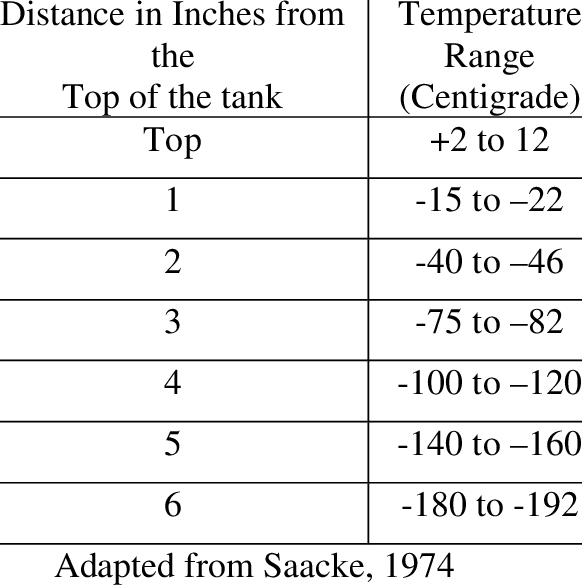 Distance in Inches from the Top of the tank | Temperature Range (Centigrade)
Top | +2 to 12
1 | -15 to –22
2 | -40 to –46
3 | -75 to –82
4 | -100 to –120
5 | -140 to –160
6 | -180 to -192
Adapted from Saacke, 1974